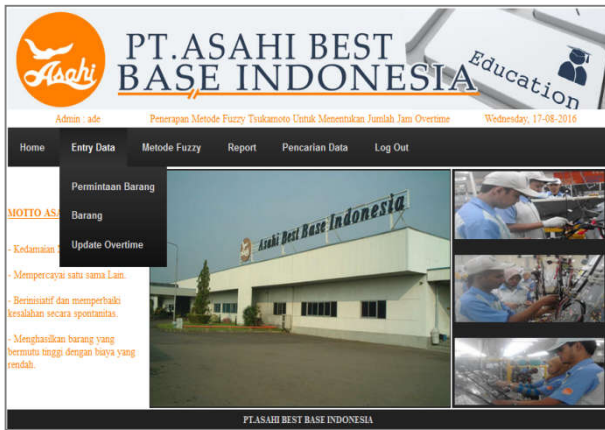 Asahi
PT.ASAHI BEST
BASE INDONESIA
Education
Admin : ade Penerapan Metode Fuzzy Tsukamoto Untuk Menentukan Jumlah Jam Overtime Wednesday, 17-08-2016
Home Entry Data Metode Fuzzy Report Pencarian Data Log Out
Permintaan Barang
Barang
Update Overtime
MOTTO
- Kedamaian
- Mempercayai satu sama Lain.
- Berinisiatif dan memperbaiki
kesalahan secara spontanitas.
- Menghasilkan barang yang
bermutu tinggi dengan biaya yang
rendah.
Asahi Best Base Indonesia
PT.ASAHI BEST BASE INDONESIA